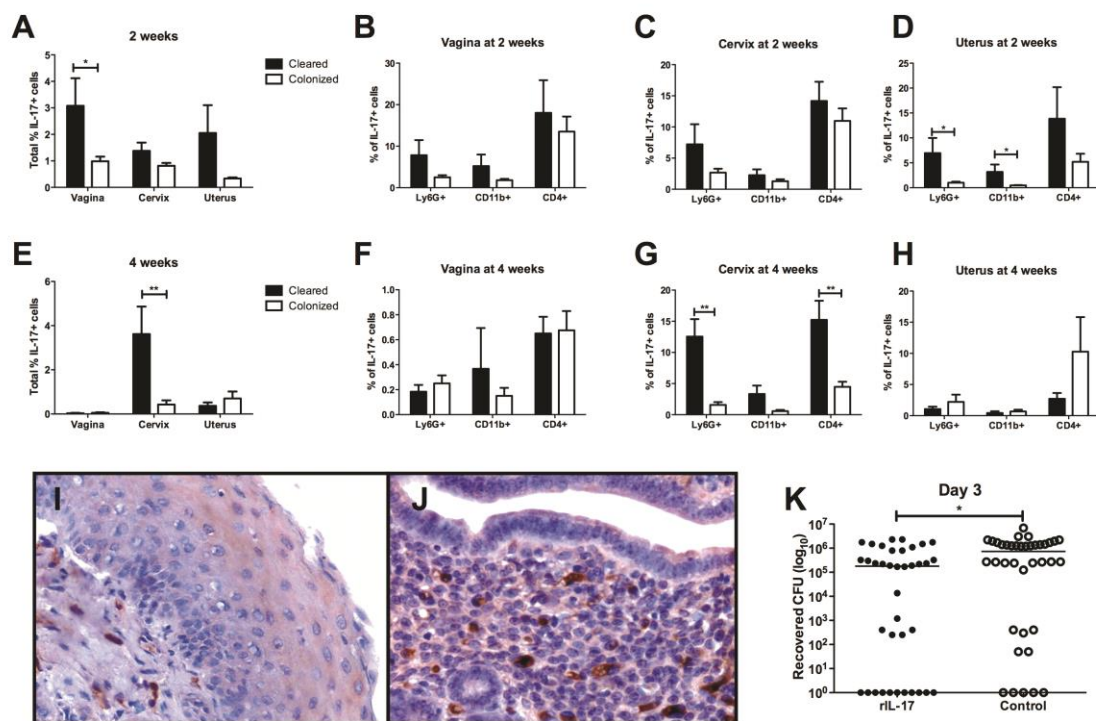 A
2 weeks
Total % IL-17+ cells
5
4
3
2
1
0
*
Vagina Cervix Uterus
Cleared
Colonized
B
Vagina at 2 weeks
% of IL-17+ cells
30
20
10
0
Ly6G+ CD11b+ CD4+
C
Cervix at 2 weeks
% of IL-17+ cells
20
15
10
5
0
Ly6G+ CD11b+ CD4+
D
Uterus at 2 weeks
% of IL-17+ cells
25
20
15
10
5
0
*
*
Ly6G+ CD11b+ CD4+
E
4 weeks
Total % IL-17+ cells
6
4
2
0
**
Vagina Cervix Uterus
Cleared
Colonized
F
Vagina at 4 weeks
% of IL-17+ cells
1.0
0.8
0.6
0.4
0.2
0.0
Ly6G+ CD11b+ CD4+
G
Cervix at 4 weeks
% of IL-17+ cells
20
15
10
5
0
**
**
Ly6G+ CD11b+ CD4+
H
Uterus at 4 weeks
% of IL-17+ cells
20
15
10
5
0
Ly6G+ CD11b+ CD4+
I
J
K
Day 3
*
Recovered CFU (log10)
10^7
10^6
10^5
10^4
10^3
10^2
10^1
10^0
rIL-17 Control